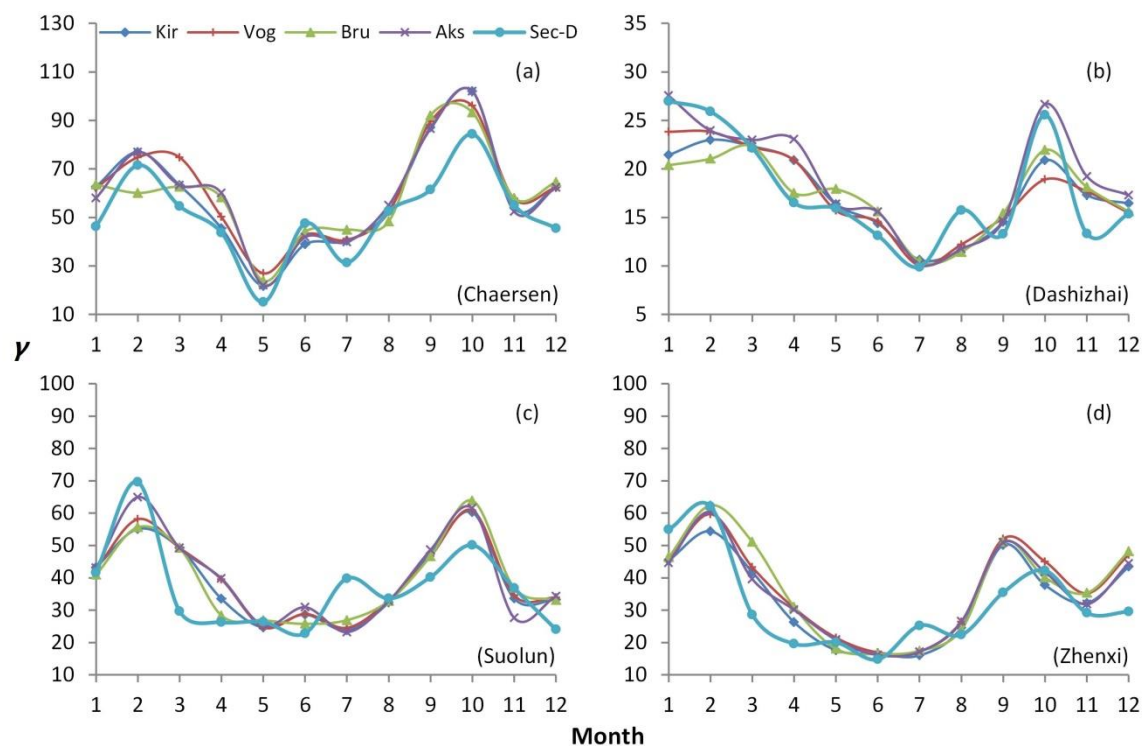 130
110
90
70
50
30
10
Kir Vog Bru Aks Sec-D
(a)
(Chaersen)
1 2 3 4 5 6 7 8 9 10 11 12
35
30
25
20
15
10
5
(b)
(Dashizhai)
1 2 3 4 5 6 7 8 9 10 11 12
γ
100
90
80
70
60
50
40
30
20
10
(c)
(Suolun)
1 2 3 4 5 6 7 8 9 10 11 12
100
90
80
70
60
50
40
30
20
10
(d)
(Zhenxi)
1 2 3 4 5 6 7 8 9 10 11 12
Month